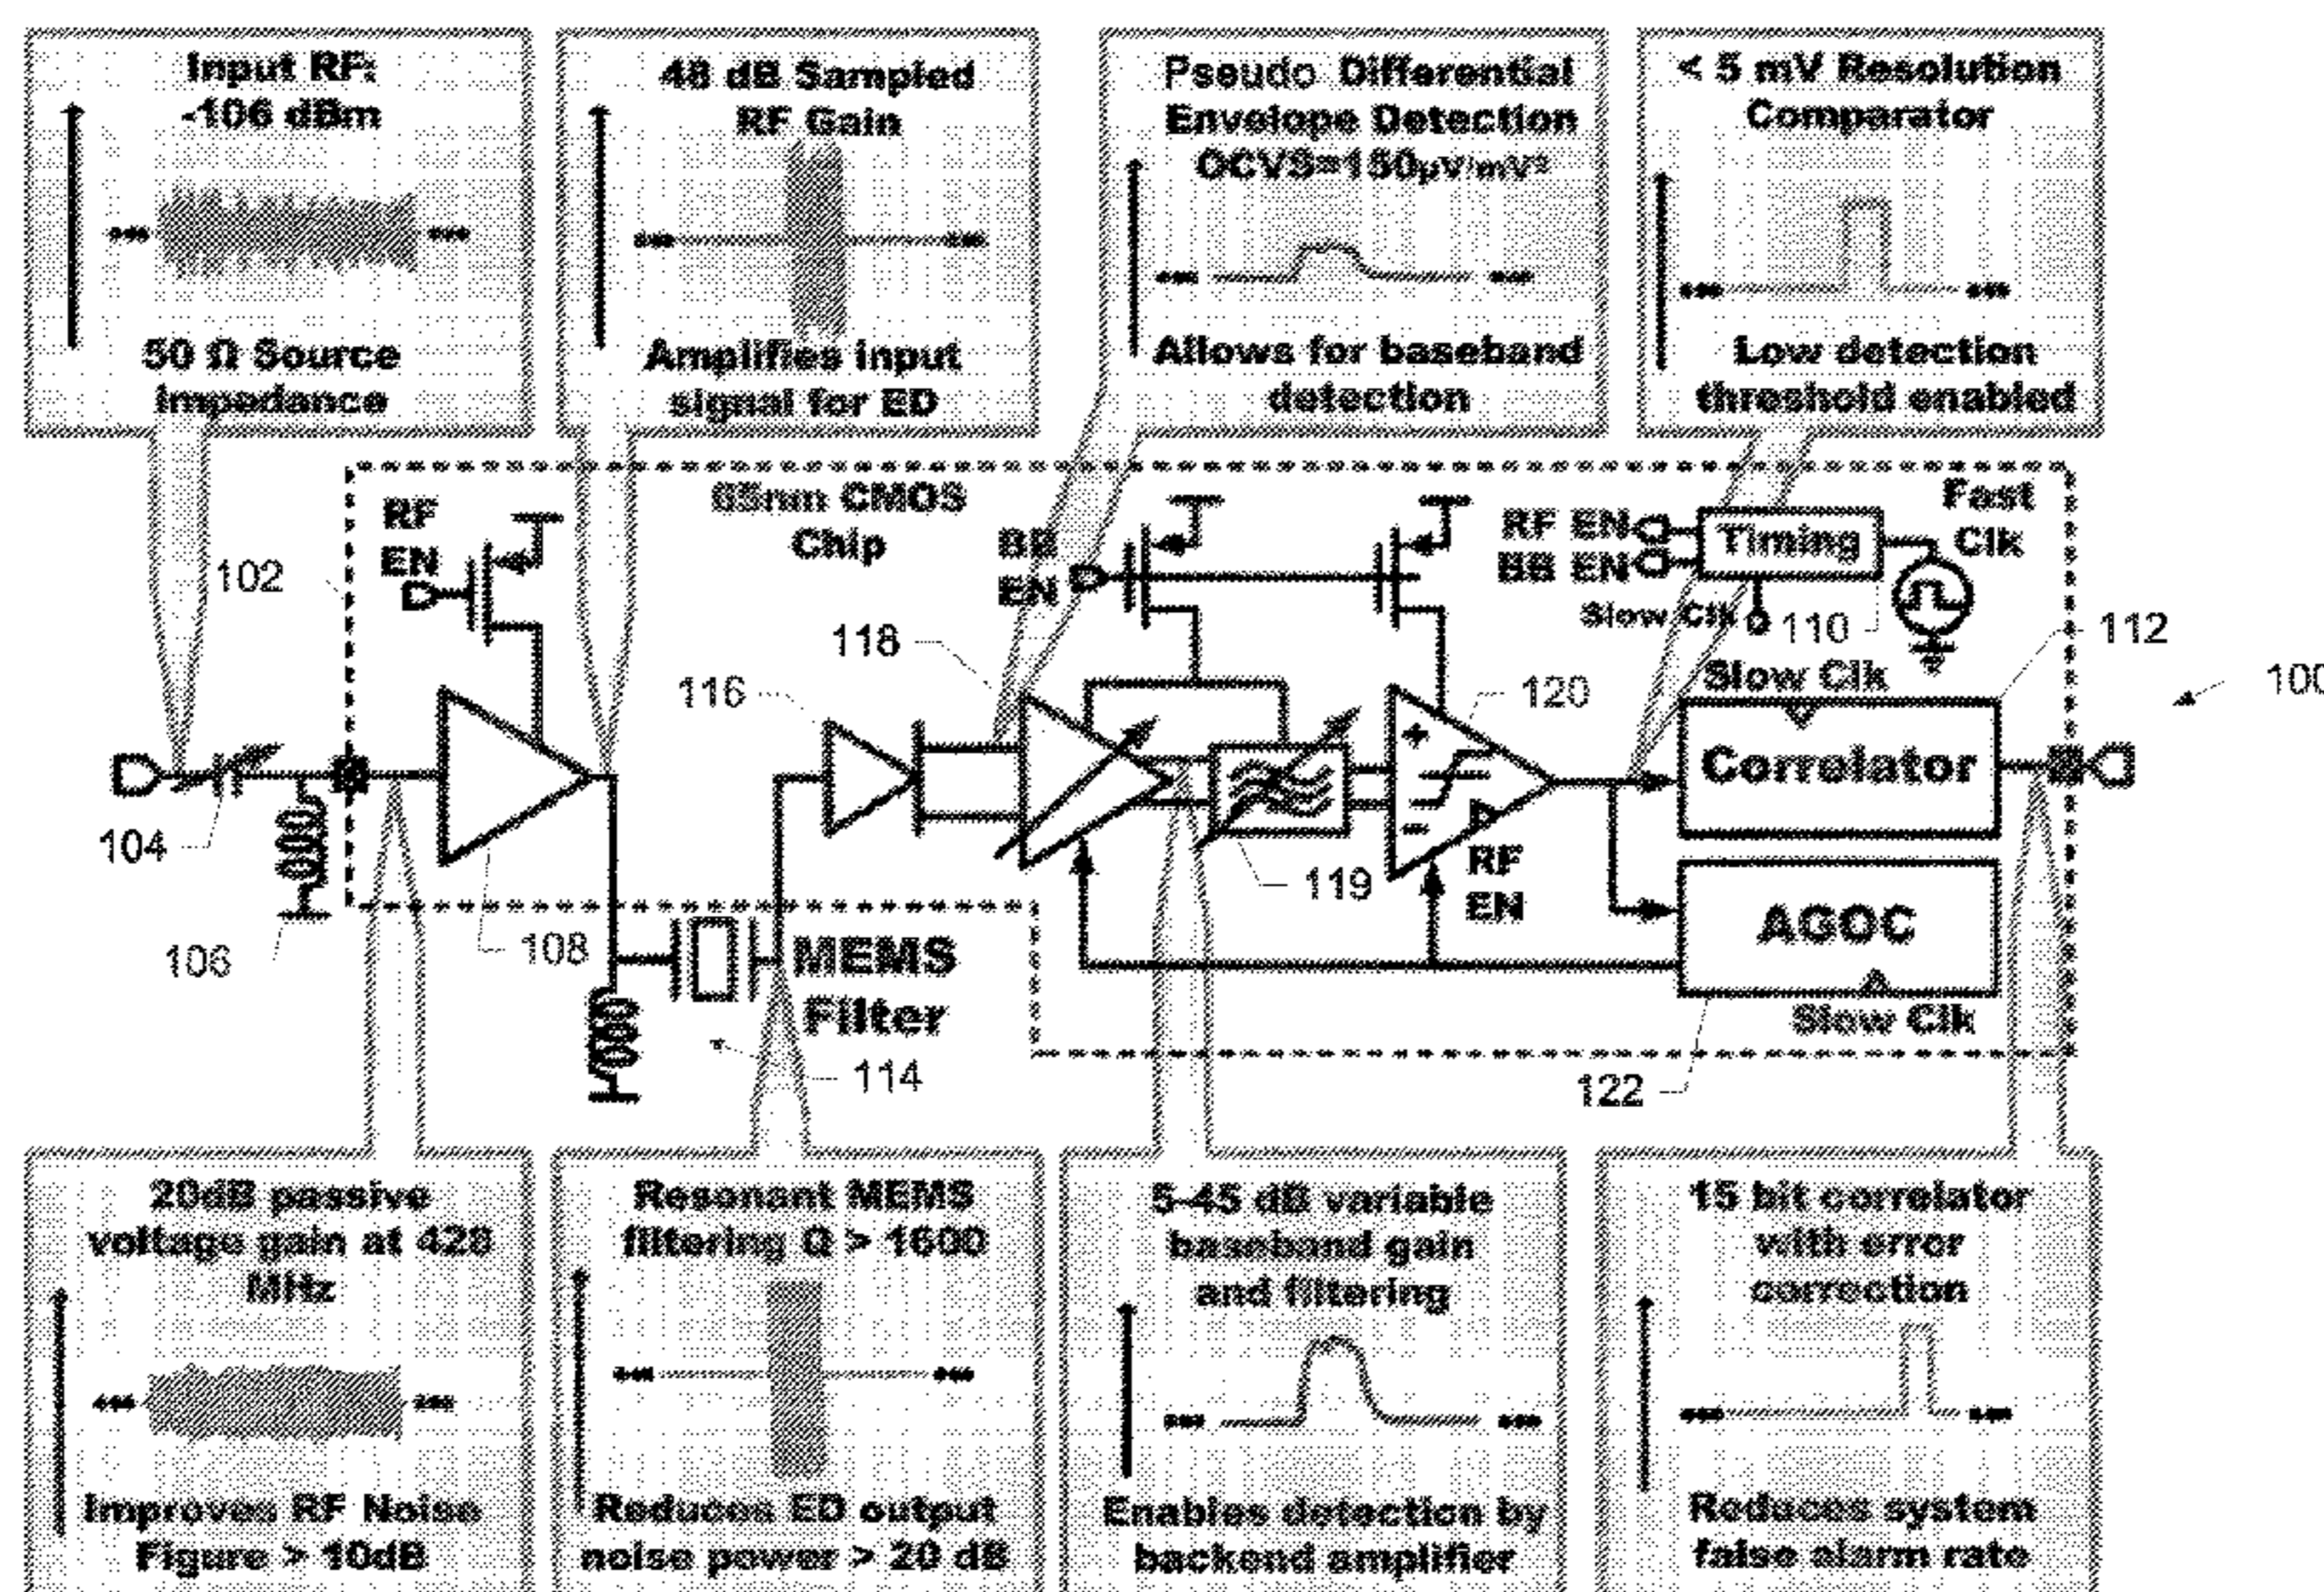 Input RF:
-106 dBm
50 Ω Source
Impedance
48 dB Sampled
RF Gain
Amplifies input
signal for ED
Pseudo Differential
Envelope Detection
OCVS=150µV/mV²
Allows for baseband
detection
< 5 mV Resolution
Comparator
Low detection
threshold enabled
65nm CMOS
Chip
RF
EN
102
BB
EN
RF EN
BB EN
Timing
Fast
Clk
Slow Clk
110
112
100
118
116
120
Slow Clk
Correlator
104
106
108
119
+
-
RF
EN
AGOC
Slow Clk
MEMS
Filter
114
122
20dB passive
voltage gain at 428
MHz
Improves RF Noise
Figure > 10dB
Resonant MEMS
filtering Q > 1600
Reduces ED output
noise power > 20 dB
5-45 dB variable
baseband gain
and filtering
Enables detection by
backend amplifier
15 bit correlator
with error
correction
Reduces system
false alarm rate